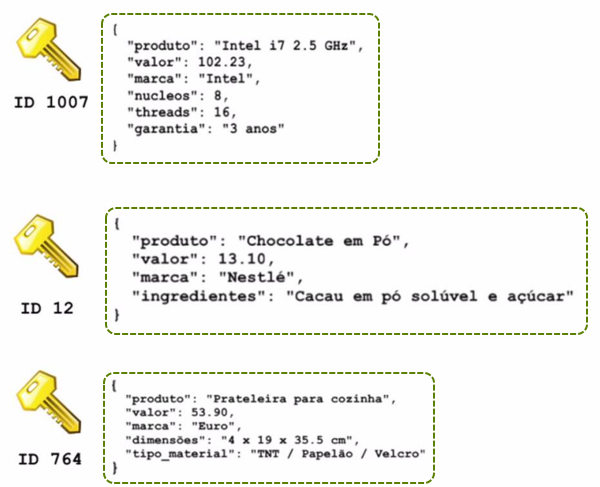 {
"produto": "Intel i7 2.5 GHz",
"valor": 102.23,
"marca": "Intel",
"nucleos": 8,
"threads": 16,
"garantia": "3 anos"
}
ID 1007
{
"produto": "Chocolate em Pó",
"valor": 13.10,
"marca": "Nestlé",
"ingredientes": "Cacau em pó solúvel e açúcar"
}
ID 12
{
"produto": "Prateleira para cozinha",
"valor": 53.90,
"marca": "Euro",
"dimensões": "4 x 19 x 35.5 cm",
"tipo_material": "TNT / Papelão / Velcro"
}
ID 764